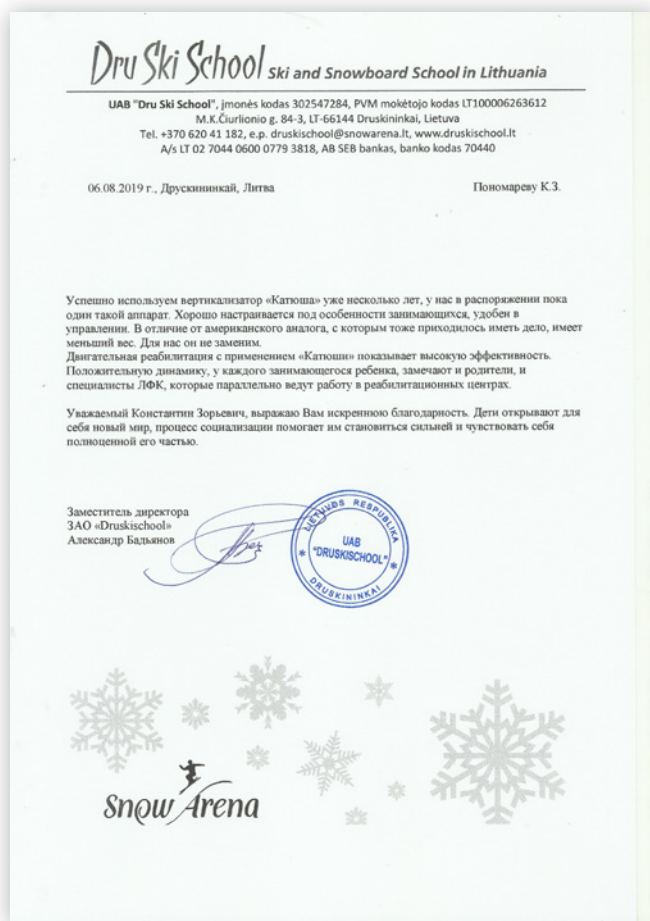 Dru Ski School Ski and Snowboard School in Lithuania
UAB "Dru Ski School", įmonės kodas 302547284, PVM mokėtojo kodas LT100006263612
M.K.Čiurlionio g. 84-3, LT-66144 Druskininkai, Lietuva
Tel. +370 620 41 182, e.p. druskischool@snowarena.lt, www.druskischool.lt
A/s LT 02 7044 0600 0779 3818, AB SEB bankas, banko kodas 70440
06.08.2019 г., Друскининкай, Литва
Пономареву К.З.
Успешно используем вертикализатор «Катюша» уже несколько лет, у нас в распоряжении пока
один такой аппарат. Хорошо настраивается под особенности занимающихся, удобен в
управлении. В отличие от американского аналога, с которым тоже приходилось иметь дело, имеет
меньший вес. Для нас он не заменим.
Двигательная реабилитация с применением «Катюши» показывает высокую эффективность.
Положительную динамику, у каждого занимающегося ребенка, замечают и родители, и
специалисты ЛФК, которые параллельно ведут работу в реабилитационных центрах.
Уважаемый Константин Зорьевич, выражаю Вам искреннюю благодарность. Дети открывают для
себя новый мир, процесс социализации помогает им становиться сильней и чувствовать себя
полноценной его частью.
Заместитель директора
ЗАО «Druskischool»
Александр Бадьянов
LIETUVOS RESPUBLIKA
UAB
"DRUSKISCHOOL"
DRUSKININKAI
Snow Arena